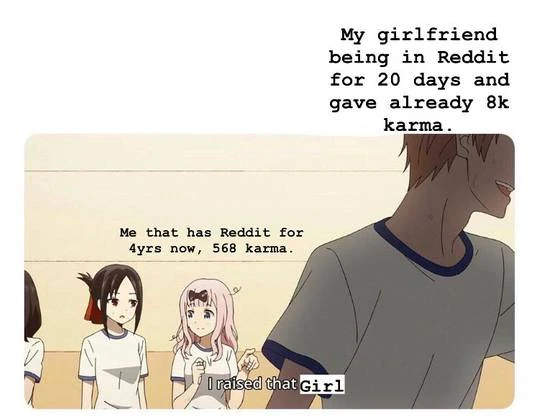 My girlfriend
being in Reddit
for 20 days and
gave already 8k
karma.
Me that has Reddit for
4yrs now, 568 karma.
I raised that Girl